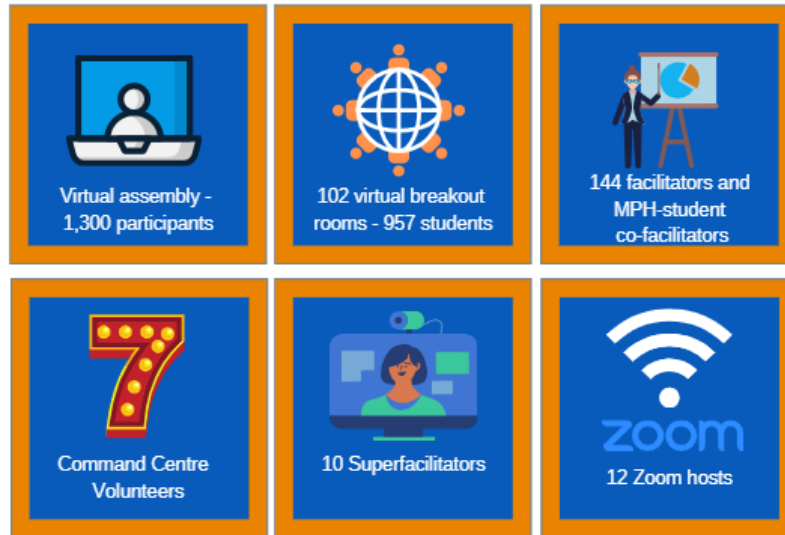 Virtual assembly -
1,300 participants
102 virtual breakout
rooms - 957 students
144 facilitators and
MPH-student
co-facilitators
7
Command Centre
Volunteers
10 Superfacilitators
zoom
12 Zoom hosts